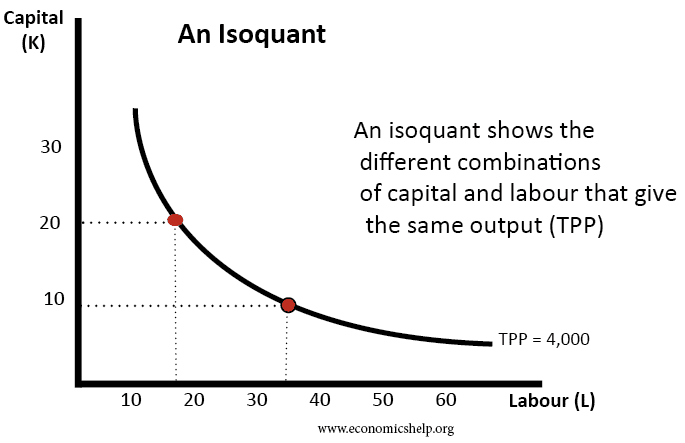 Capital
(K)
An Isoquant
An isoquant shows the
different combinations
of capital and labour that give
the same output (TPP)
30
20
10
TPP = 4,000
10 20 30 40 50 60 Labour (L)
www.economicshelp.org